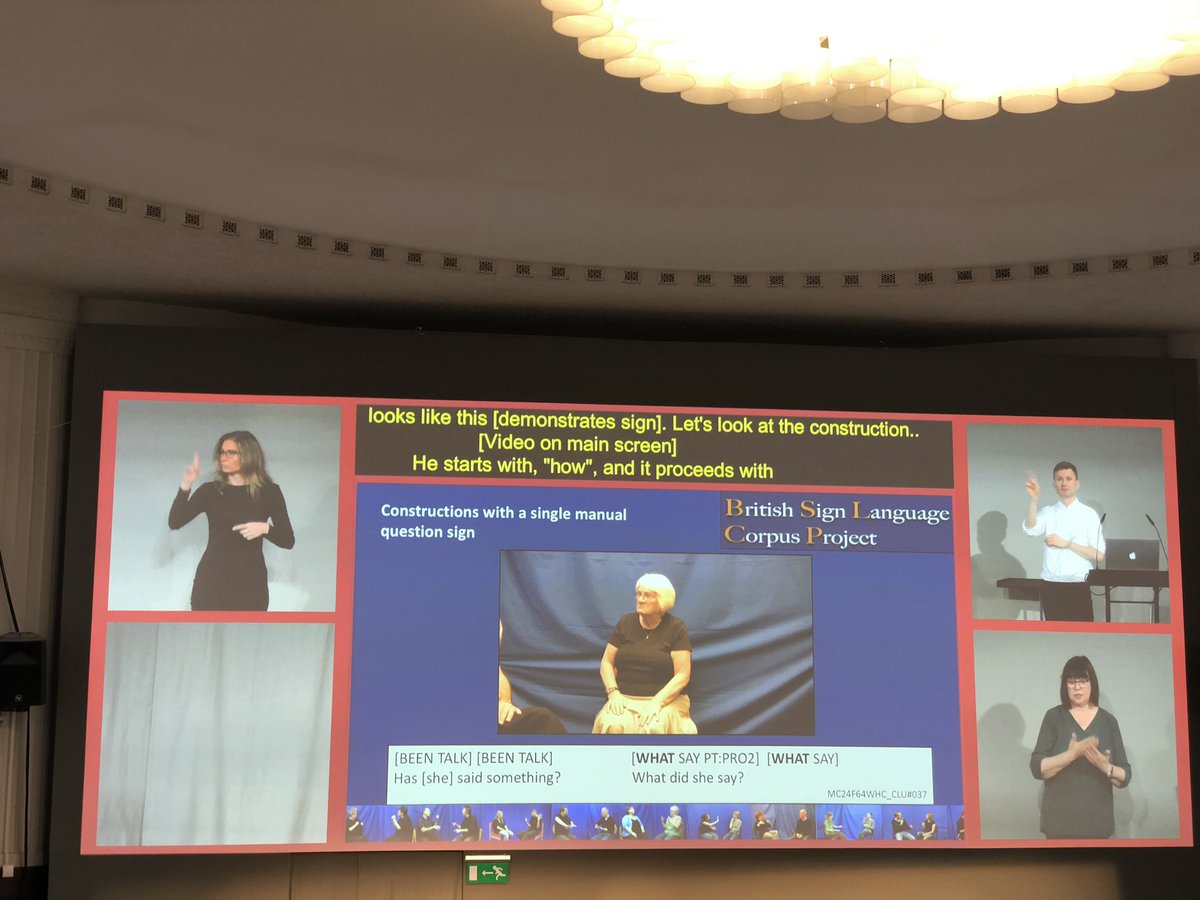 looks like this [demonstrates sign]. Let's look at the construction..
[Video on main screen]
He starts with, "how", and it proceeds with
Constructions with a single manual
question sign
British Sign Language
Corpus Project
[BEEN TALK] [BEEN TALK] [WHAT SAY PT:PRO2] [WHAT SAY]
Has [she] said something? What did she say?
MC24F64WHC_CLU#037